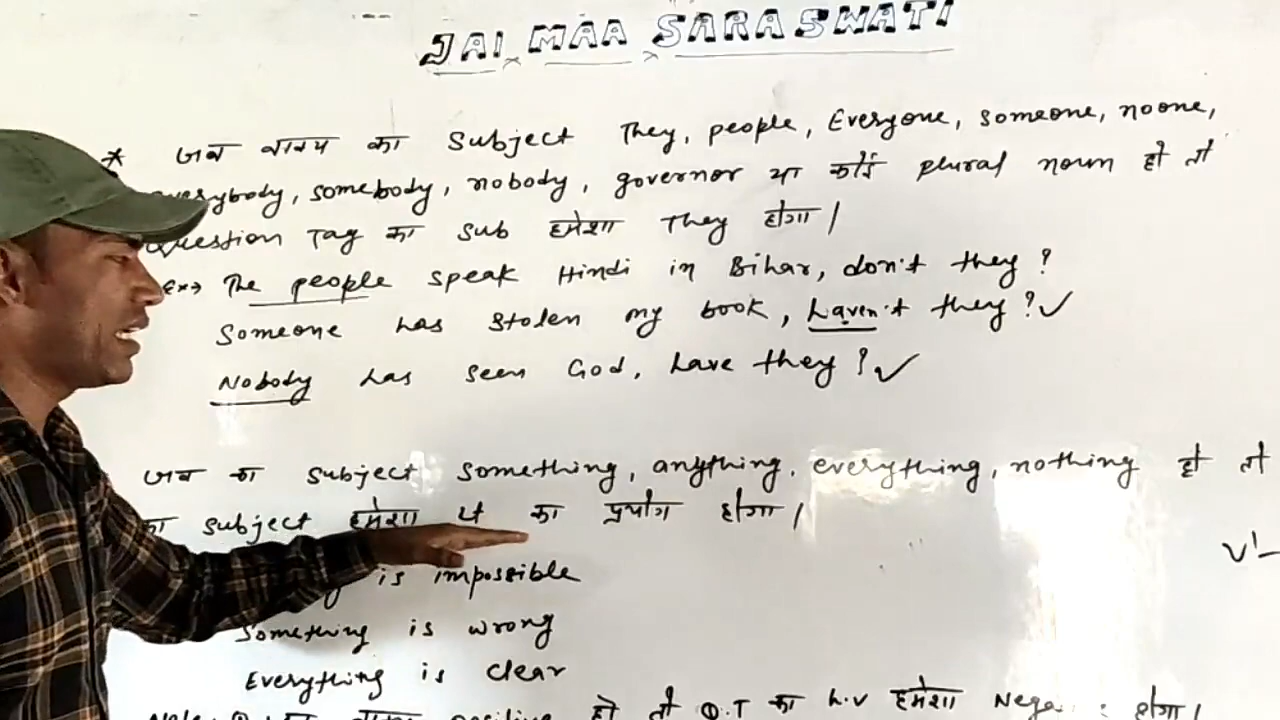 JAI MAA SARASWATI
* जब वाक्य का Subject They, people, Everyone, someone, noone,
somebody, nobody, governor या कोई plural noun हो तो
Question Tag का sub हमेशा They होगा।
Ex→ The people speak Hindi in Bihar, don't they?
Someone has stolen my book, haven't they? ✓
Nobody has seen God, have they? ✓
जब का subject something, anything, everything, nothing हो तो
का subject हमेशा it का प्रयोग होगा।
is impossible
Something is wrong
Everything is clear
positive हो तो Q.T का h.v हमेशा होगा।